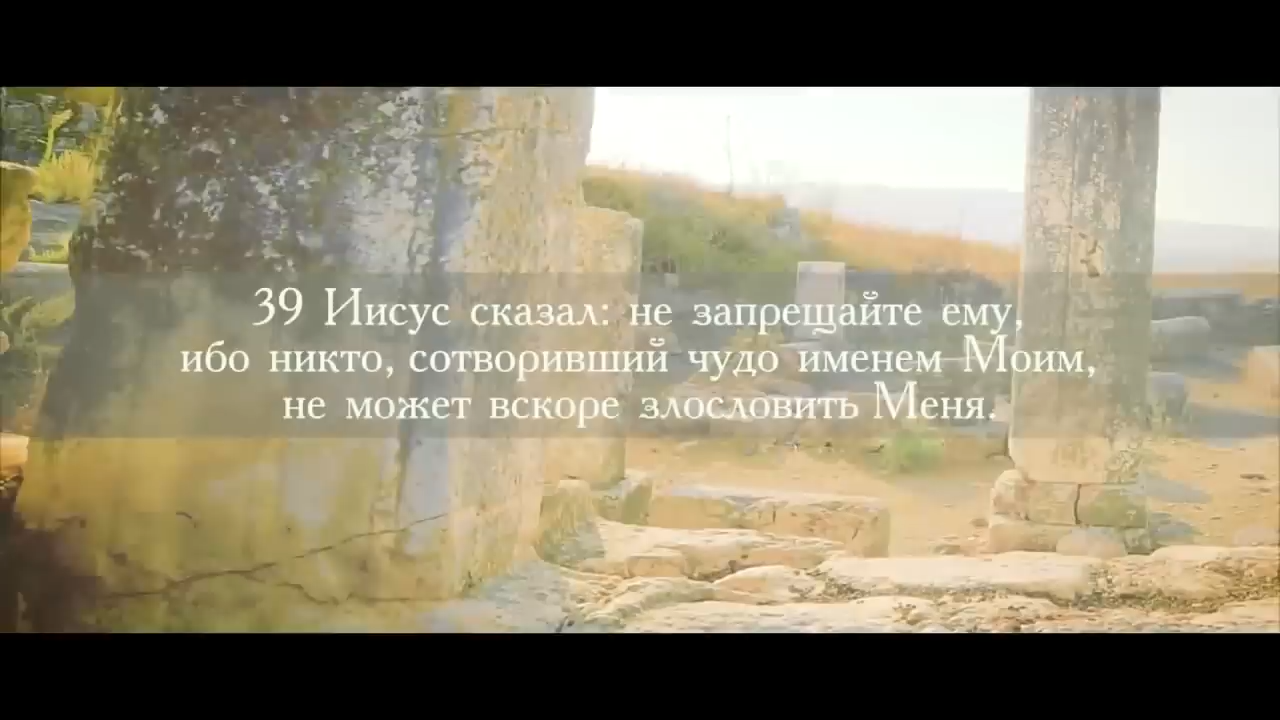 39 Иисус сказал: не запрещайте ему,
ибо никто, сотворивший чудо именем Моим,
не может вскоре злословить Меня.